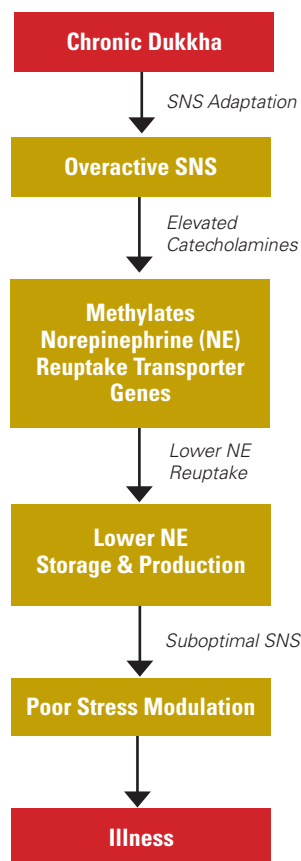 Chronic Dukkha
SNS Adaptation
Overactive SNS
Elevated
Catecholamines
Methylates
Norepinephrine (NE)
Reuptake Transporter
Genes
Lower NE
Reuptake
Lower NE
Storage & Production
Suboptimal SNS
Poor Stress Modulation
Illness